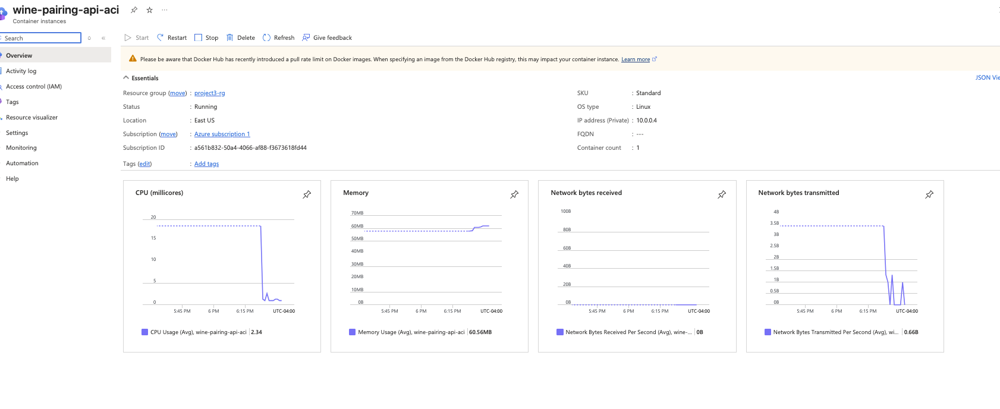 wine-pairing-api-aci
Container instances
Search
Start Restart Stop Delete Refresh Give feedback
Overview
Activity log
Access control (IAM)
Tags
Resource visualizer
Settings
Monitoring
Automation
Help
Please be aware that Docker Hub has recently introduced a pull rate limit on Docker images. When specifying an image from the Docker Hub registry, this may impact your container instance. Learn more
Essentials
JSON Vie
Resource group (move) : project3-rg
Status : Running
Location : East US
Subscription (move) : Azure subscription 1
Subscription ID : a561b832-50a4-4066-af88-f3673618fd44
Tags (edit) : Add tags
SKU : Standard
OS type : Linux
IP address (Private) : 10.0.0.4
FQDN : ---
Container count : 1
CPU (millicores)
20
15
10
5
0
5:45 PM 6 PM 6:15 PM UTC-04:00
CPU Usage (Avg), wine-pairing-api-aci 2.34
Memory
70MB
60MB
50MB
40MB
30MB
20MB
10MB
0B
5:45 PM 6 PM 6:15 PM UTC-04:00
Memory Usage (Avg), wine-pairing-api-aci 60.56MB
Network bytes received
100B
80B
60B
40B
20B
0B
5:45 PM 6 PM 6:15 PM UTC-04:00
Network Bytes Received Per Second (Avg), wine-... 0B
Network bytes transmitted
4B
3.5B
3B
2.5B
2B
1.5B
1B
0.5B
0B
5:45 PM 6 PM 6:15 PM UTC-04:00
Network Bytes Transmitted Per Second (Avg), wi... 0.66B